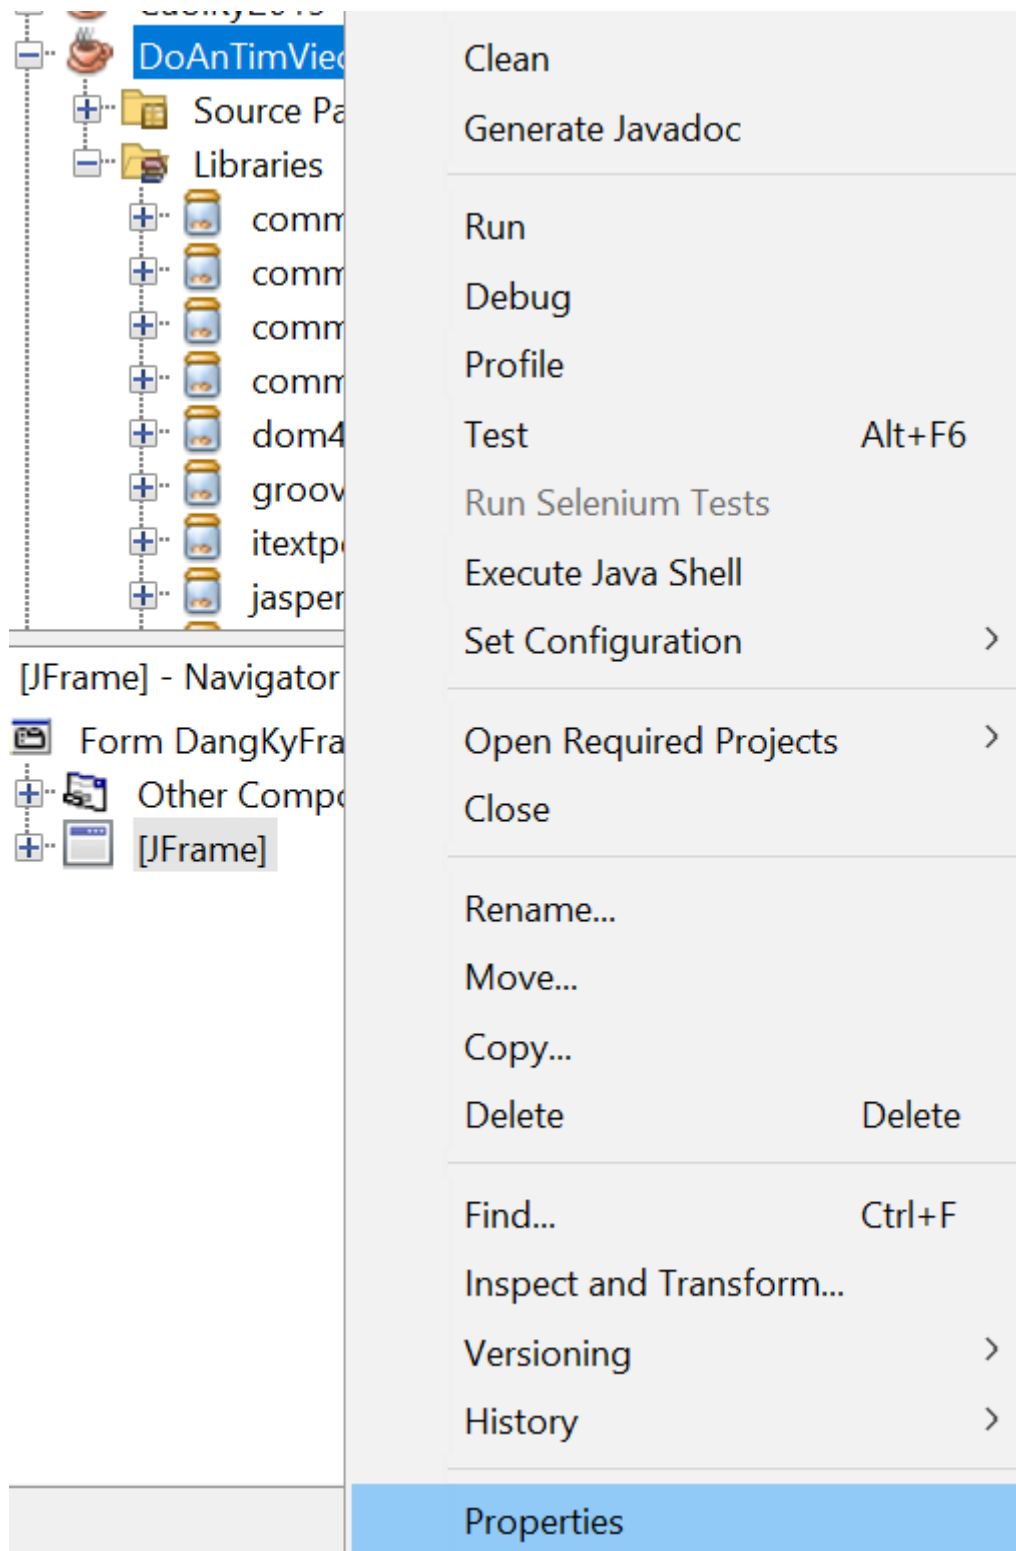 DoAnTimViec
Source Pa
Libraries
comm
comm
comm
comm
dom4
groov
itextp
jasper
[JFrame] - Navigator
Form DangKyFra
Other Compo
[JFrame]
Clean
Generate Javadoc
Run
Debug
Profile
Test Alt+F6
Run Selenium Tests
Execute Java Shell
Set Configuration
Open Required Projects
Close
Rename...
Move...
Copy...
Delete Delete
Find... Ctrl+F
Inspect and Transform...
Versioning
History
Properties